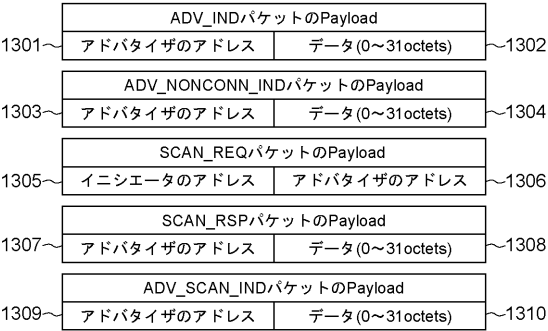 ADV_INDパケットのPayload
1301 アドバタイザのアドレス データ(0～31octets) 1302
ADV_NONCONN_INDパケットのPayload
1303 アドバタイザのアドレス データ(0～31octets) 1304
SCAN_REQパケットのPayload
1305 イニシエータのアドレス アドバタイザのアドレス 1306
SCAN_RSPパケットのPayload
1307 アドバタイザのアドレス データ(0～31octets) 1308
ADV_SCAN_INDパケットのPayload
1309 アドバタイザのアドレス データ(0～31octets) 1310